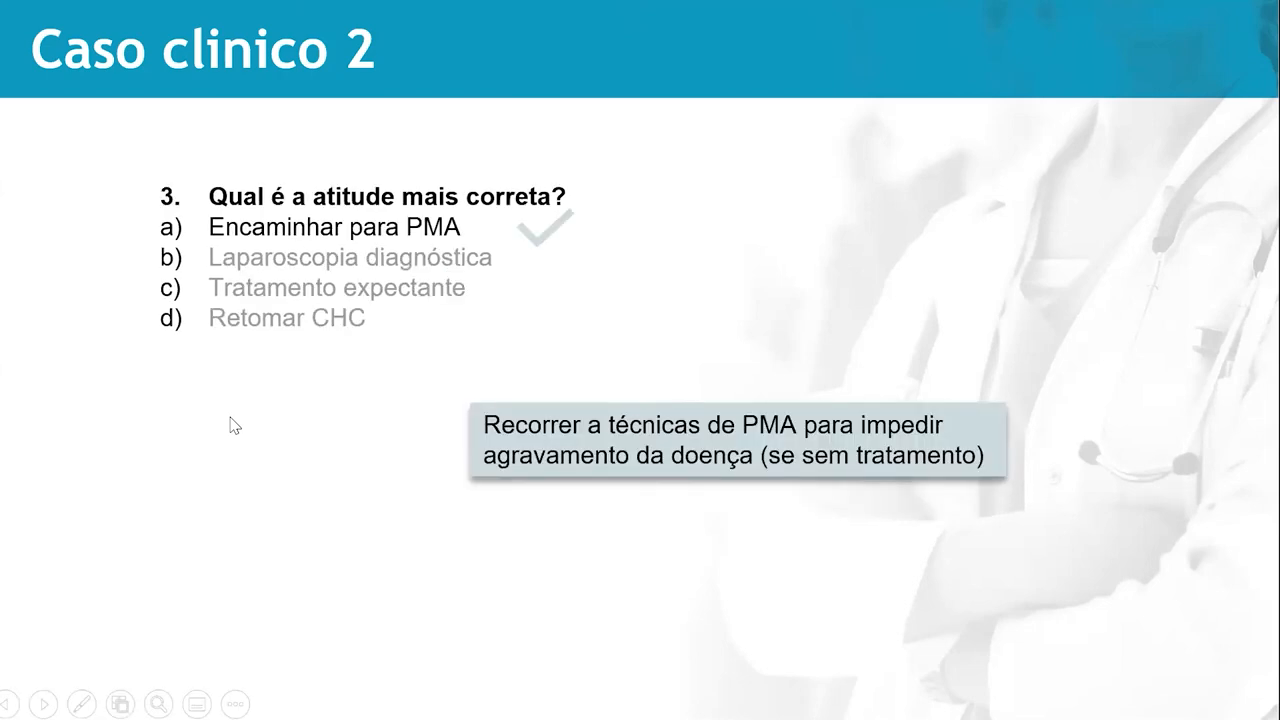 Caso clinico 2
3. Qual é a atitude mais correta?
a) Encaminhar para PMA
b) Laparoscopia diagnóstica
c) Tratamento expectante
d) Retomar CHC
Recorrer a técnicas de PMA para impedir
agravamento da doença (se sem tratamento)